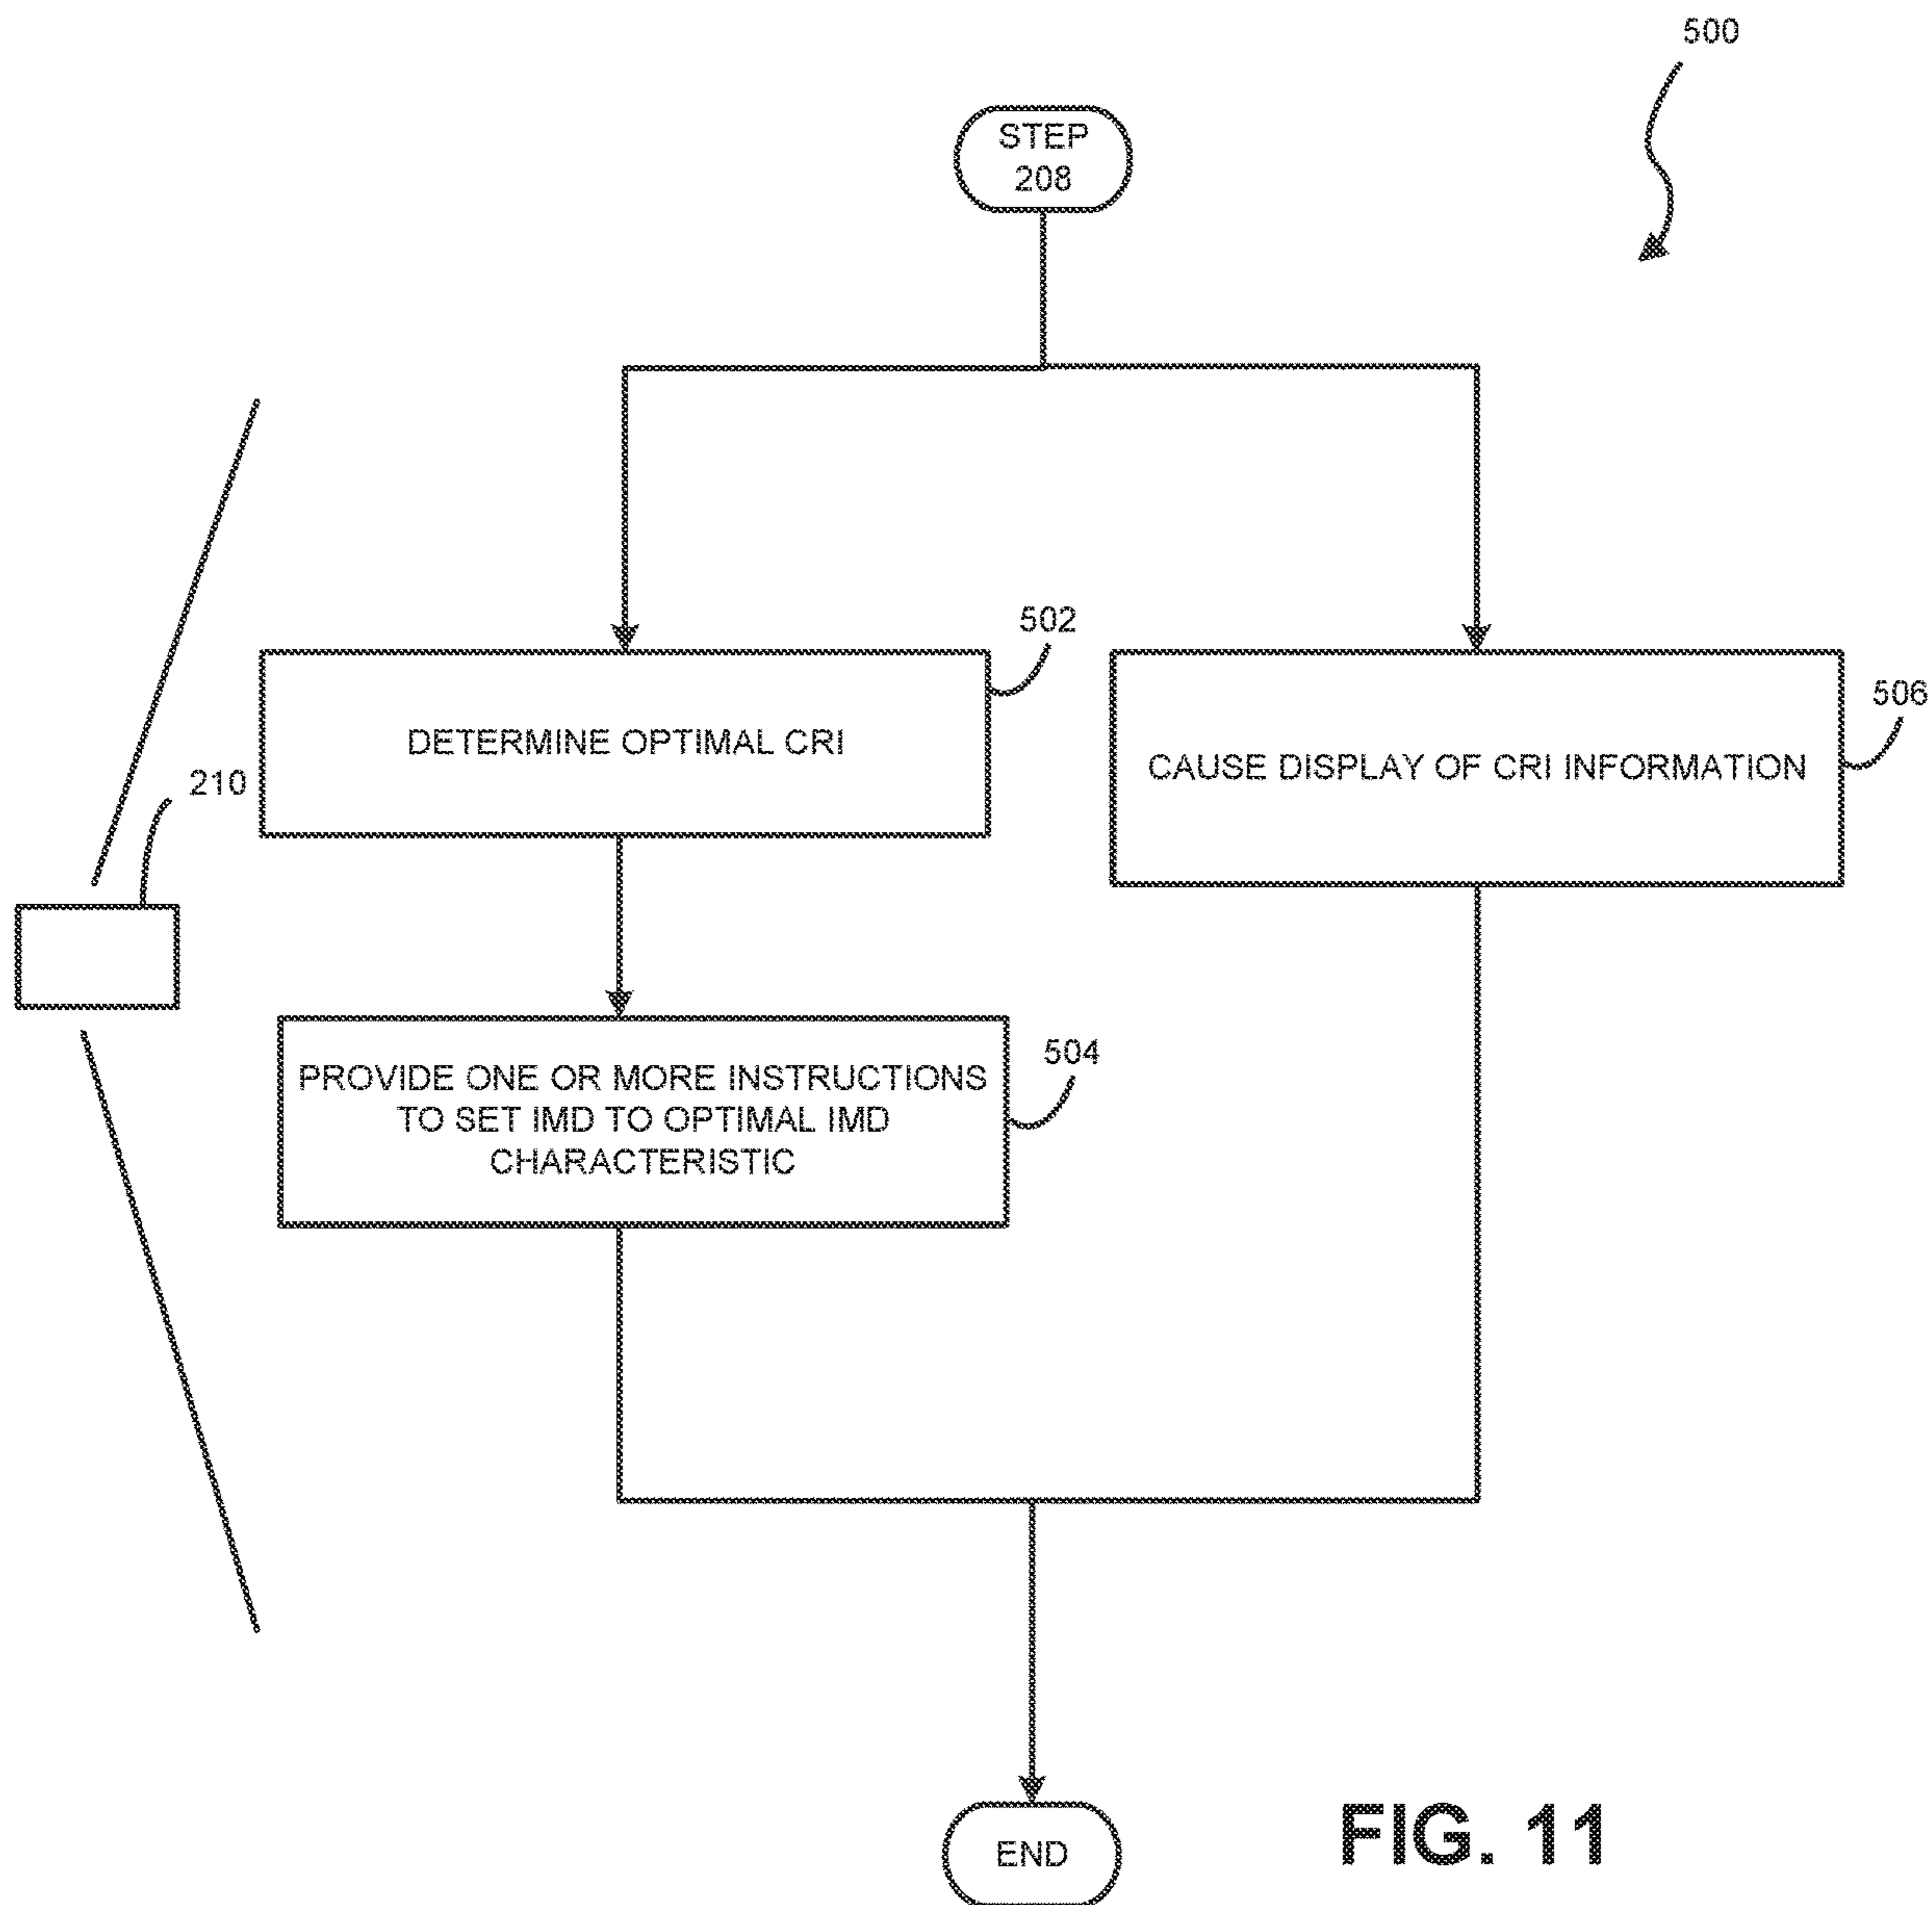 500
STEP
208
502
DETERMINE OPTIMAL CRI
506
CAUSE DISPLAY OF CRI INFORMATION
210
504
PROVIDE ONE OR MORE INSTRUCTIONS
TO SET IMD TO OPTIMAL IMD
CHARACTERISTIC
END
FIG. 11